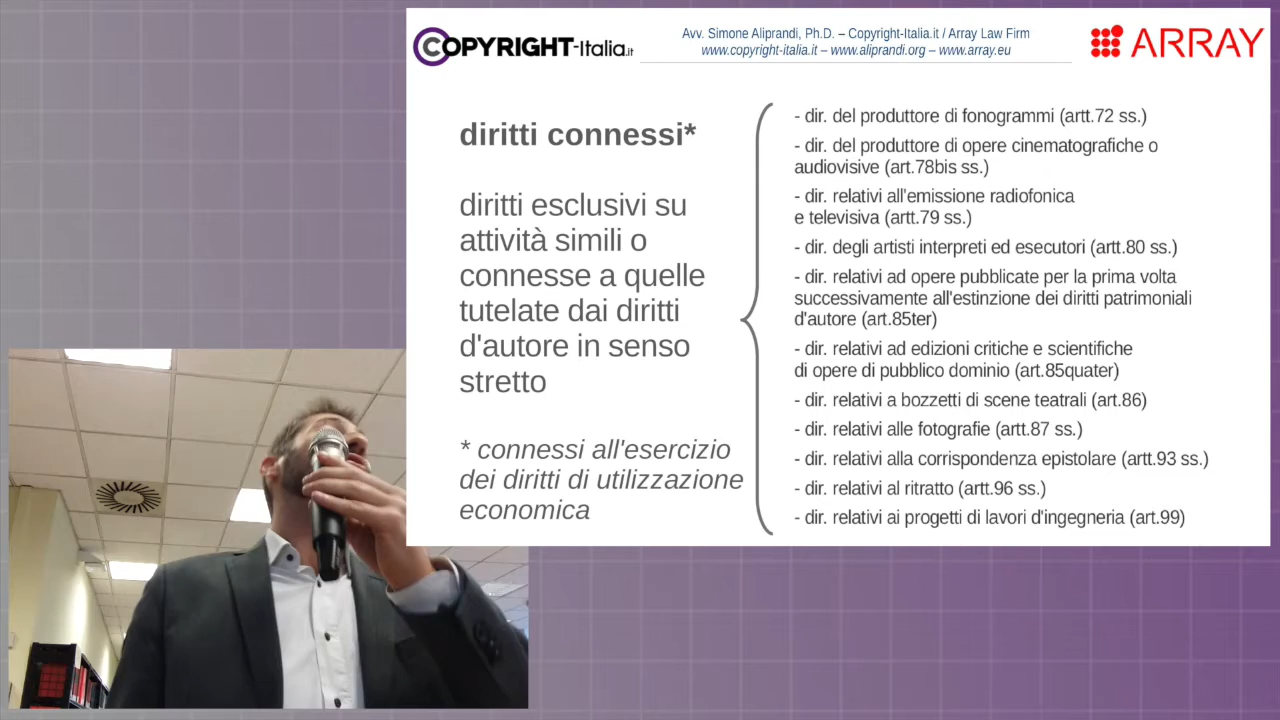 COPYRIGHT-Italia.it
Avv. Simone Aliprandi, Ph.D. – Copyright-Italia.it / Array Law Firm
www.copyright-italia.it – www.aliprandi.org – www.array.eu
ARRAY
diritti connessi*
diritti esclusivi su
attività simili o
connesse a quelle
tutelate dai diritti
d'autore in senso
stretto
* connessi all'esercizio
dei diritti di utilizzazione
economica
- dir. del produttore di fonogrammi (artt.72 ss.)
- dir. del produttore di opere cinematografiche o
audiovisive (art.78bis ss.)
- dir. relativi all'emissione radiofonica
e televisiva (artt.79 ss.)
- dir. degli artisti interpreti ed esecutori (artt.80 ss.)
- dir. relativi ad opere pubblicate per la prima volta
successivamente all'estinzione dei diritti patrimoniali
d'autore (art.85ter)
- dir. relativi ad edizioni critiche e scientifiche
di opere di pubblico dominio (art.85quater)
- dir. relativi a bozzetti di scene teatrali (art.86)
- dir. relativi alle fotografie (artt.87 ss.)
- dir. relativi alla corrispondenza epistolare (artt.93 ss.)
- dir. relativi al ritratto (artt.96 ss.)
- dir. relativi ai progetti di lavori d'ingegneria (art.99)